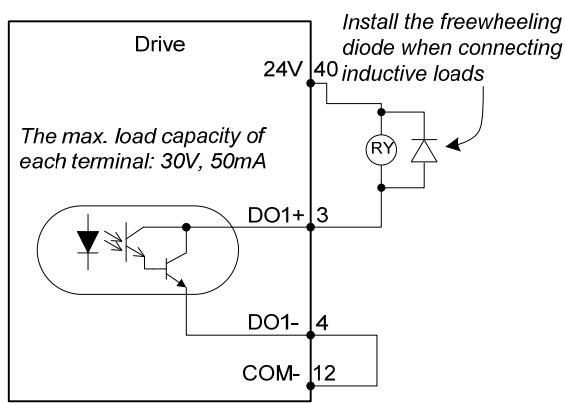 Install the freewheeling
diode when connecting
inductive loads
Drive
24V 40
RY
The max. load capacity of
each terminal: 30V, 50mA
DO1+ 3
DO1- 4
COM- 12